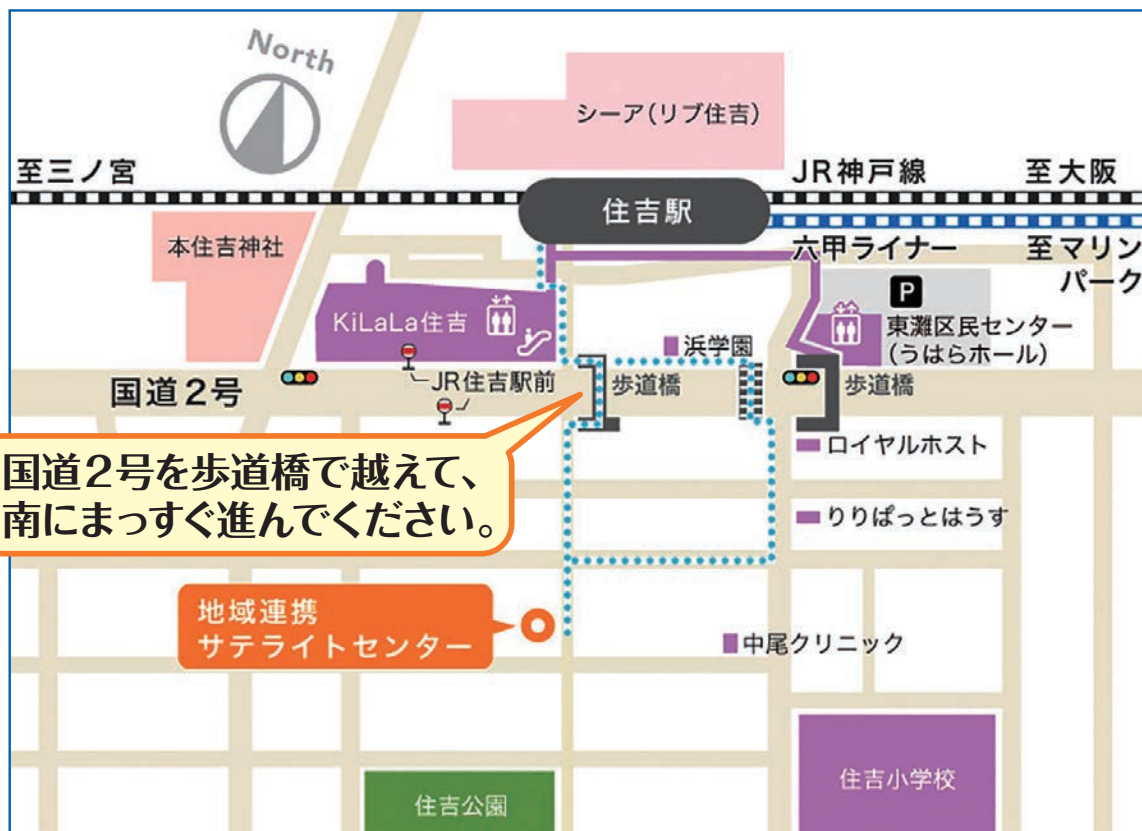 North
シーア(リブ住吉)
至三ノ宮
JR神戸線
至大阪
住吉駅
本住吉神社
六甲ライナー
至マリン
パーク
P
KiLaLa住吉
浜学園
東灘区民センター
(うはらホール)
国道2号
JR住吉駅前
歩道橋
歩道橋
国道2号を歩道橋で越えて、
南にまっすぐ進んでください。
ロイヤルホスト
りりぱっとはうす
地域連携
サテライトセンター
中尾クリニック
住吉小学校
住吉公園